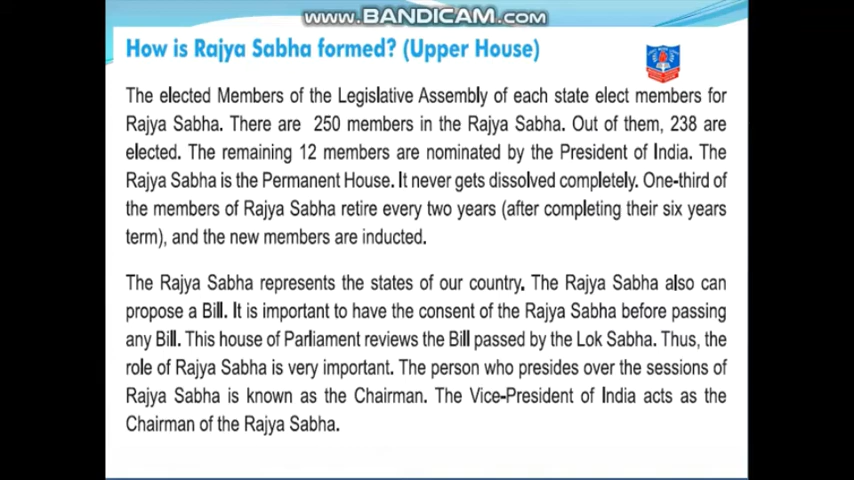 www.BANDICAM.com
How is Rajya Sabha formed? (Upper House)
The elected Members of the Legislative Assembly of each state elect members for
Rajya Sabha. There are 250 members in the Rajya Sabha. Out of them, 238 are
elected. The remaining 12 members are nominated by the President of India. The
Rajya Sabha is the Permanent House. It never gets dissolved completely. One-third of
the members of Rajya Sabha retire every two years (after completing their six years
term), and the new members are inducted.
The Rajya Sabha represents the states of our country. The Rajya Sabha also can
propose a Bill. It is important to have the consent of the Rajya Sabha before passing
any Bill. This house of Parliament reviews the Bill passed by the Lok Sabha. Thus, the
role of Rajya Sabha is very important. The person who presides over the sessions of
Rajya Sabha is known as the Chairman. The Vice-President of India acts as the
Chairman of the Rajya Sabha.